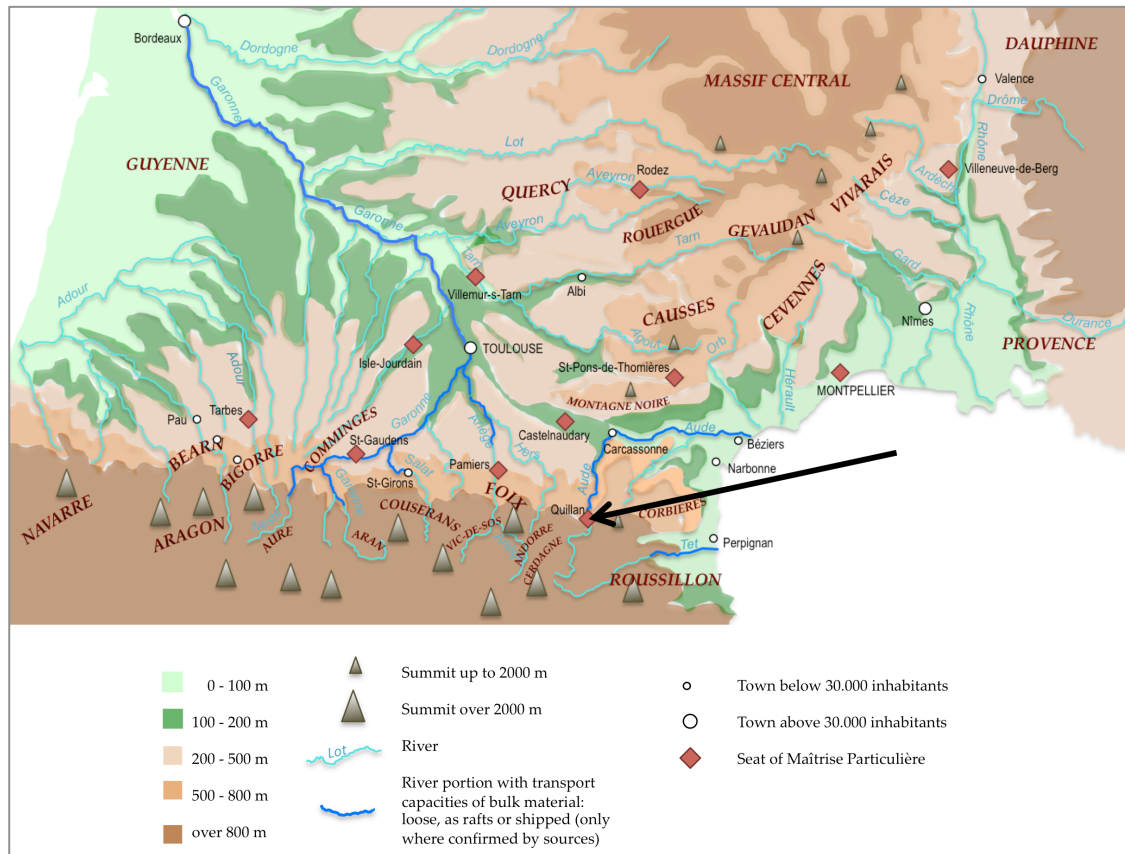 Bordeaux
Dordogne
Dordogne
DAUPHINE
MASSIF CENTRAL
Valence
Drôme
Garonne
Rhône
Lot
GUYENNE
Villeneuve-de-Berg
Ardèch
Rodez
Aveyron
QUERCY
VIVARAIS
Cèze
ROUERGUE
GEVAUDAN
Garonne
Aveyron
Tarn
Gard
Tarn
Adour
Villemur-s-Tarn
Albi
CAUSSES
CEVENNES
Nîmes
Rhône
Durance
PROVENCE
Agout
Orb
Isle-Jourdain
TOULOUSE
St-Pons-de-Thomières
Hérault
MONTPELLIER
Adour
MONTAGNE NOIRE
Tarbes
Pau
COMMINGES
Garonne
Ariège
Castelnaudary
Aude
Carcassonne
Béziers
BEARN
St-Gaudens
Hers
Narbonne
BIGORRE
Salat
Pamiers
Aude
St-Girons
Garonne
FOIX
Quillan
CORBIERES
NAVARRE
ARAGON
COUSERANS
VIC-DE-SOS
AURE
ARAN
ANDORRE
CERDAGNE
Tet
Perpignan
ROUSSILLON
0 - 100 m
100 - 200 m
200 - 500 m
500 - 800 m
over 800 m
Summit up to 2000 m
Summit over 2000 m
Lot
River
River portion with transport
capacities of bulk material:
loose, as rafts or shipped (only
where confirmed by sources)
Town below 30.000 inhabitants
Town above 30.000 inhabitants
Seat of Maîtrise Particulière